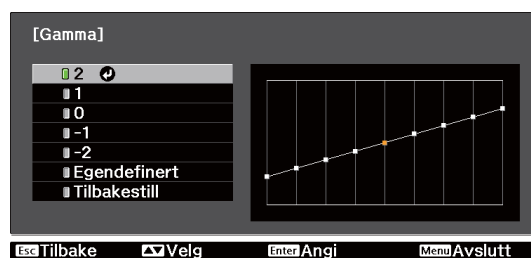 [Gamma]
2
1
0
-1
-2
Egendefinert
Tilbakestill
Esc Tilbake Velg Enter Angi Menu Avslutt